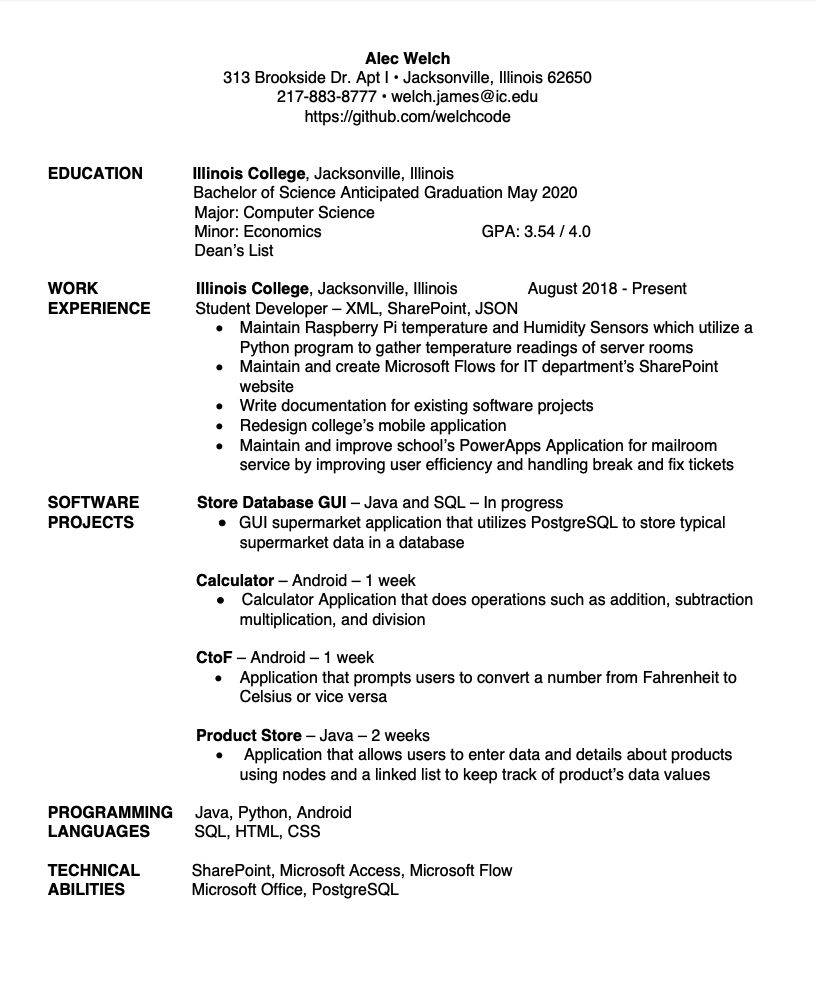 Alec Welch
313 Brookside Dr. Apt I • Jacksonville, Illinois 62650
217-883-8777 • welch.james@ic.edu
https://github.com/welchcode
EDUCATION Illinois College, Jacksonville, Illinois
Bachelor of Science Anticipated Graduation May 2020
Major: Computer Science
Minor: Economics GPA: 3.54 / 4.0
Dean’s List
WORK Illinois College, Jacksonville, Illinois August 2018 - Present
EXPERIENCE Student Developer – XML, SharePoint, JSON
• Maintain Raspberry Pi temperature and Humidity Sensors which utilize a
Python program to gather temperature readings of server rooms
• Maintain and create Microsoft Flows for IT department’s SharePoint
website
• Write documentation for existing software projects
• Redesign college’s mobile application
• Maintain and improve school’s PowerApps Application for mailroom
service by improving user efficiency and handling break and fix tickets
SOFTWARE Store Database GUI – Java and SQL – In progress
PROJECTS • GUI supermarket application that utilizes PostgreSQL to store typical
supermarket data in a database
Calculator – Android – 1 week
• Calculator Application that does operations such as addition, subtraction
multiplication, and division
CtoF – Android – 1 week
• Application that prompts users to convert a number from Fahrenheit to
Celsius or vice versa
Product Store – Java – 2 weeks
• Application that allows users to enter data and details about products
using nodes and a linked list to keep track of product’s data values
PROGRAMMING Java, Python, Android
LANGUAGES SQL, HTML, CSS
TECHNICAL SharePoint, Microsoft Access, Microsoft Flow
ABILITIES Microsoft Office, PostgreSQL